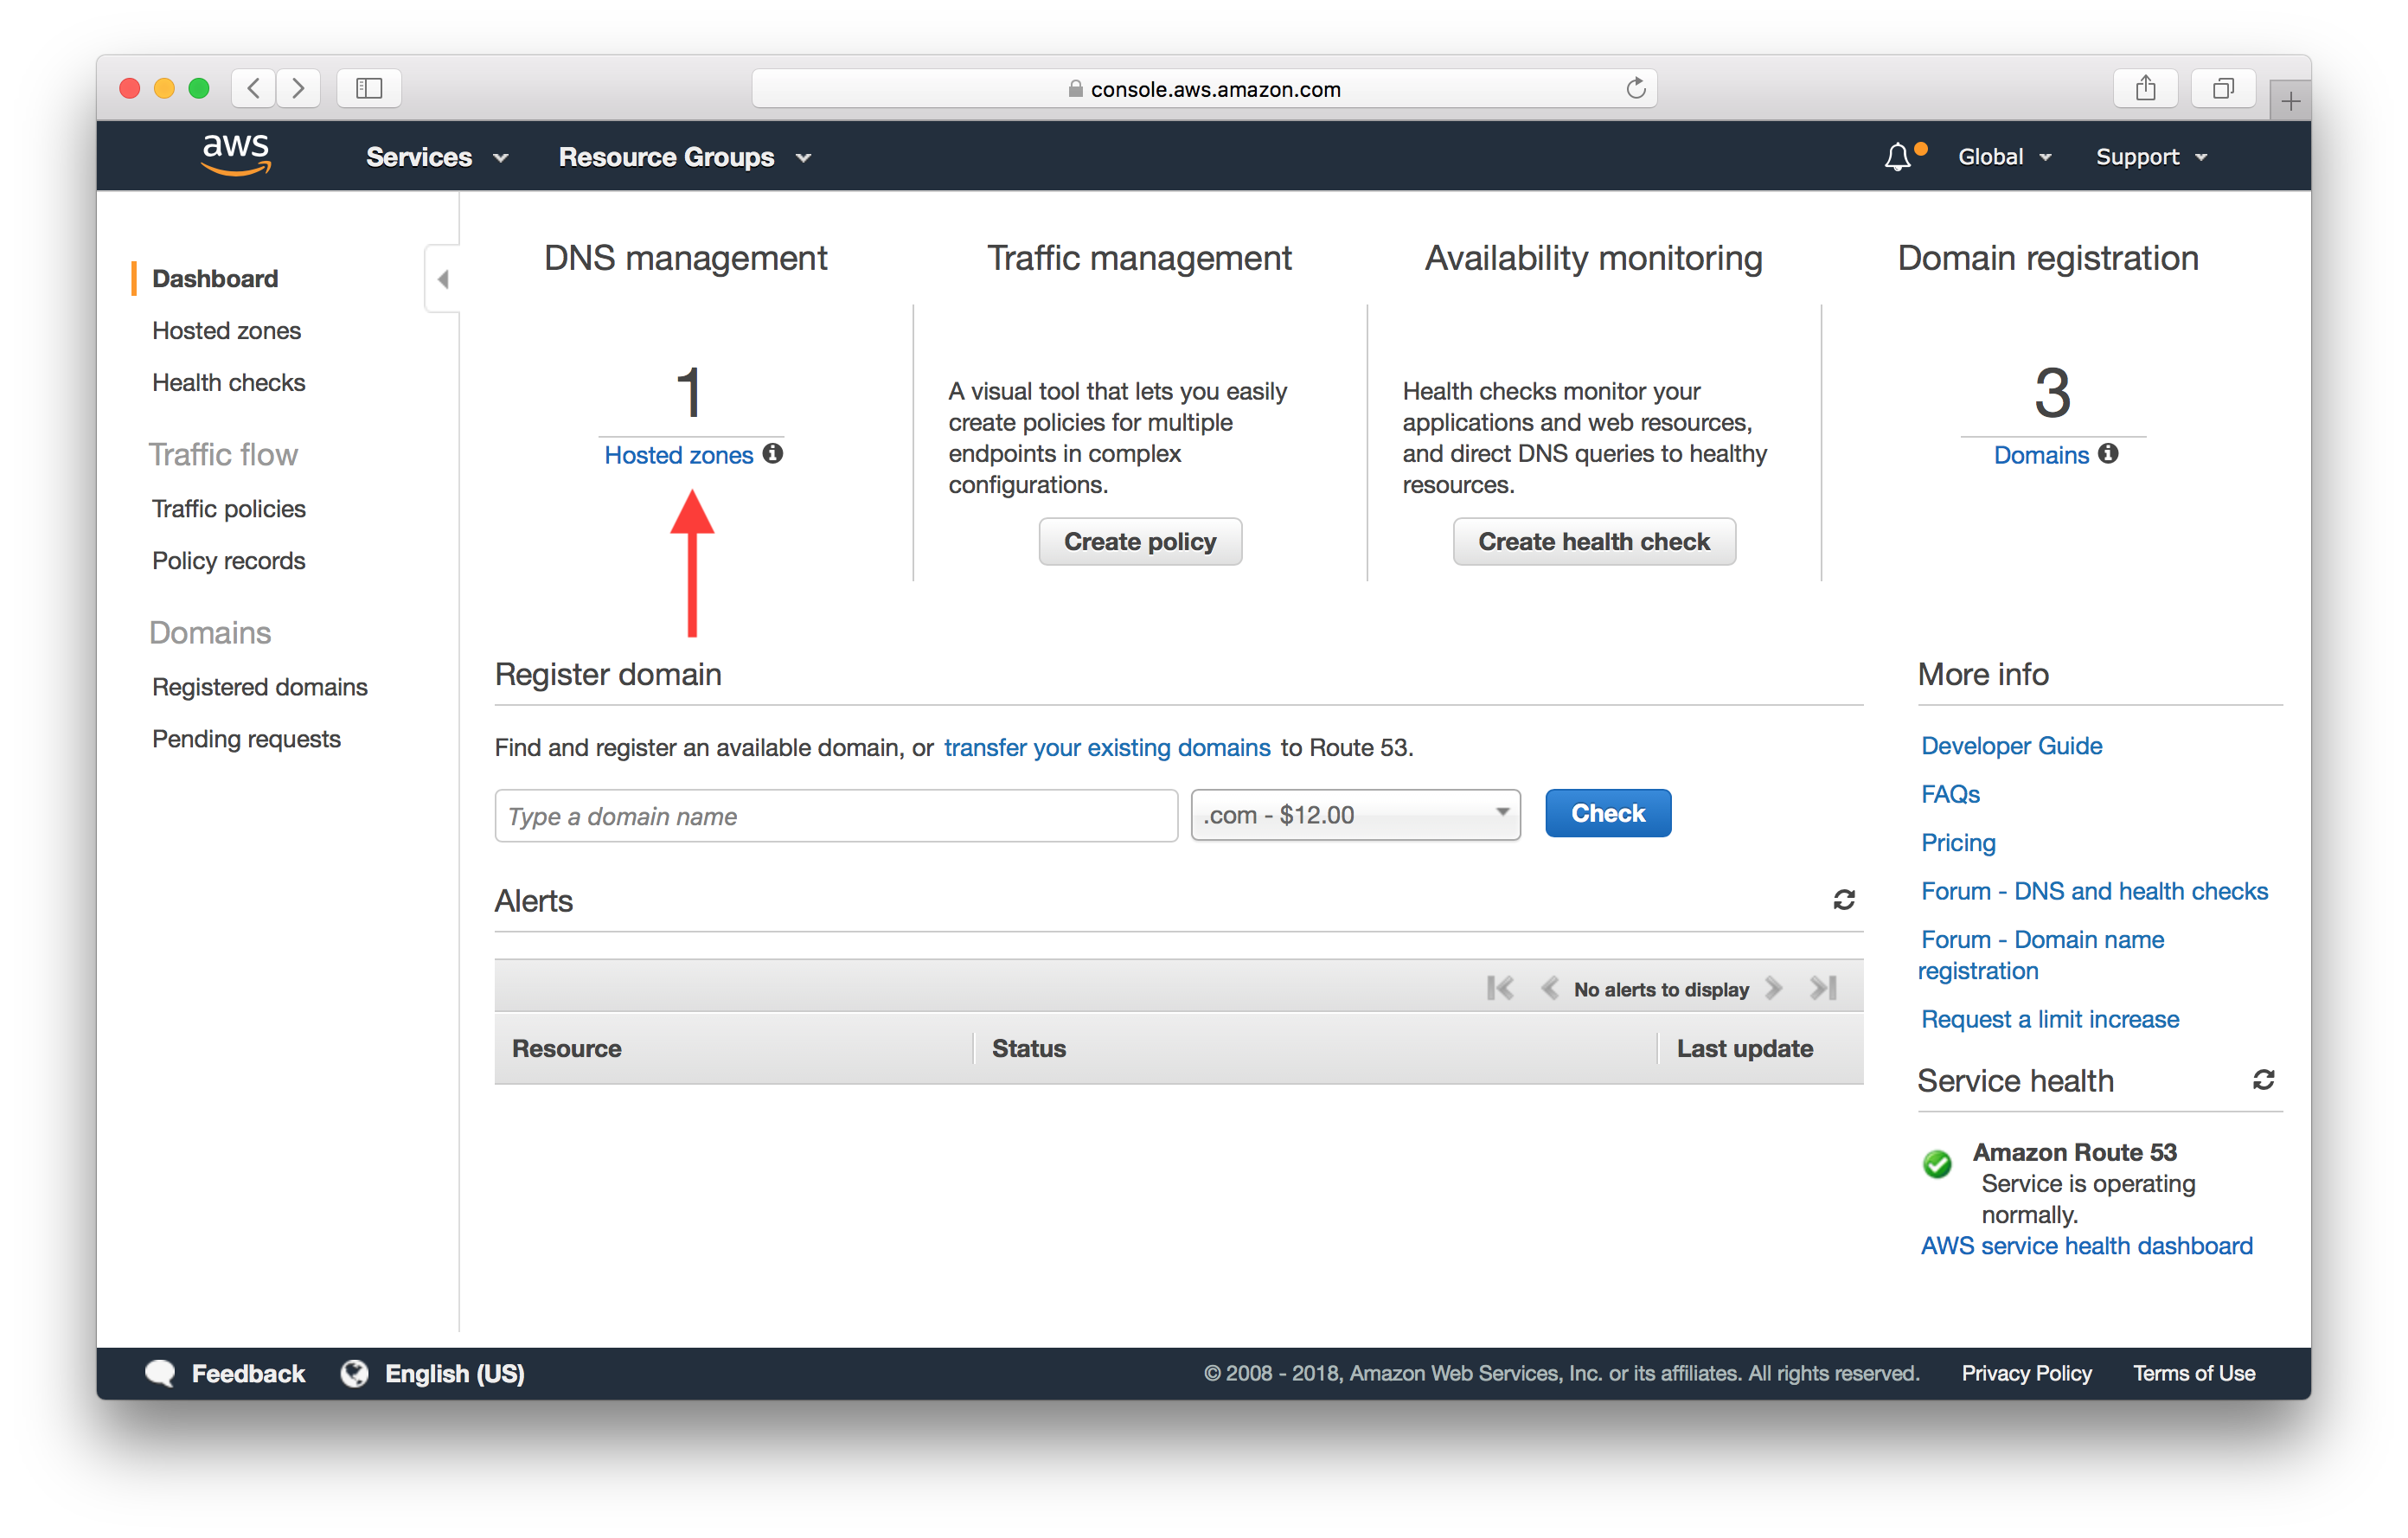 console.aws.amazon.com
aws
Services
Resource Groups
Global
Support
Dashboard
Hosted zones
Health checks
Traffic flow
Traffic policies
Policy records
Domains
Registered domains
Pending requests
DNS management
1
Hosted zones
Traffic management
A visual tool that lets you easily
create policies for multiple
endpoints in complex
configurations.
Create policy
Availability monitoring
Health checks monitor your
applications and web resources,
and direct DNS queries to healthy
resources.
Create health check
Domain registration
3
Domains
Register domain
Find and register an available domain, or transfer your existing domains to Route 53.
Type a domain name
.com - $12.00
Check
Alerts
No alerts to display
Resource
Status
Last update
More info
Developer Guide
FAQs
Pricing
Forum - DNS and health checks
Forum - Domain name
registration
Request a limit increase
Service health
Amazon Route 53
Service is operating
normally.
AWS service health dashboard
Feedback
English (US)
© 2008 - 2018, Amazon Web Services, Inc. or its affiliates. All rights reserved.
Privacy Policy
Terms of Use